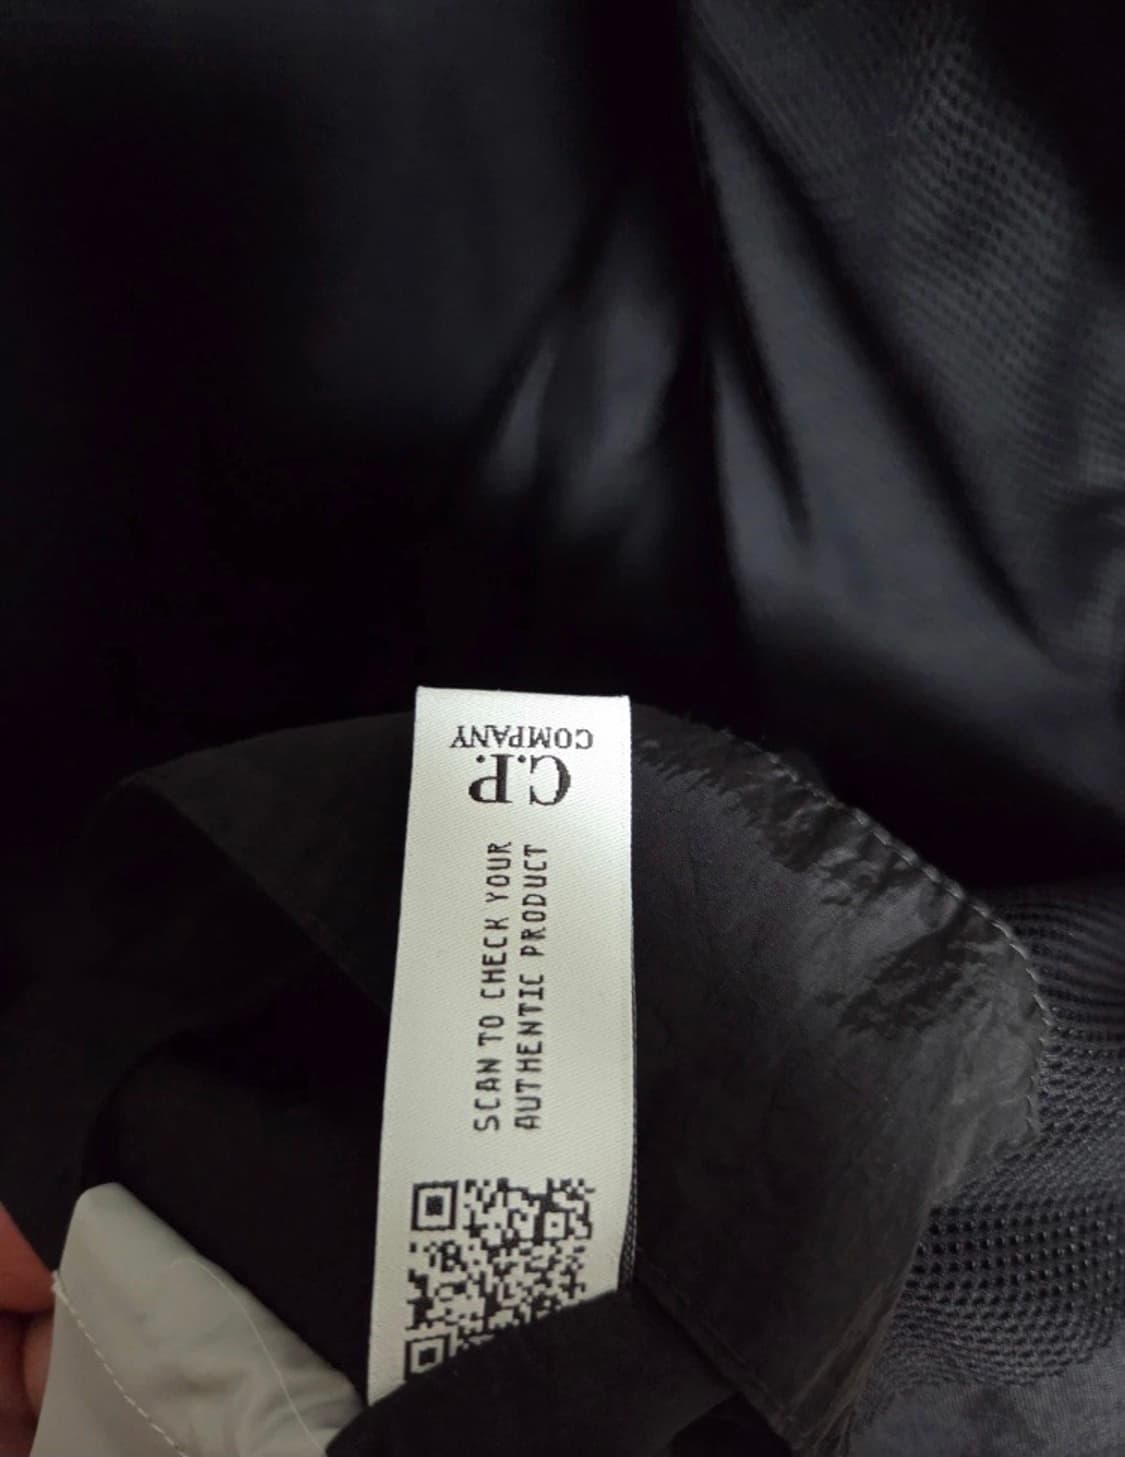 C.P.
COMPANY
SCAN TO CHECK YOUR
AUTHENTIC PRODUCT